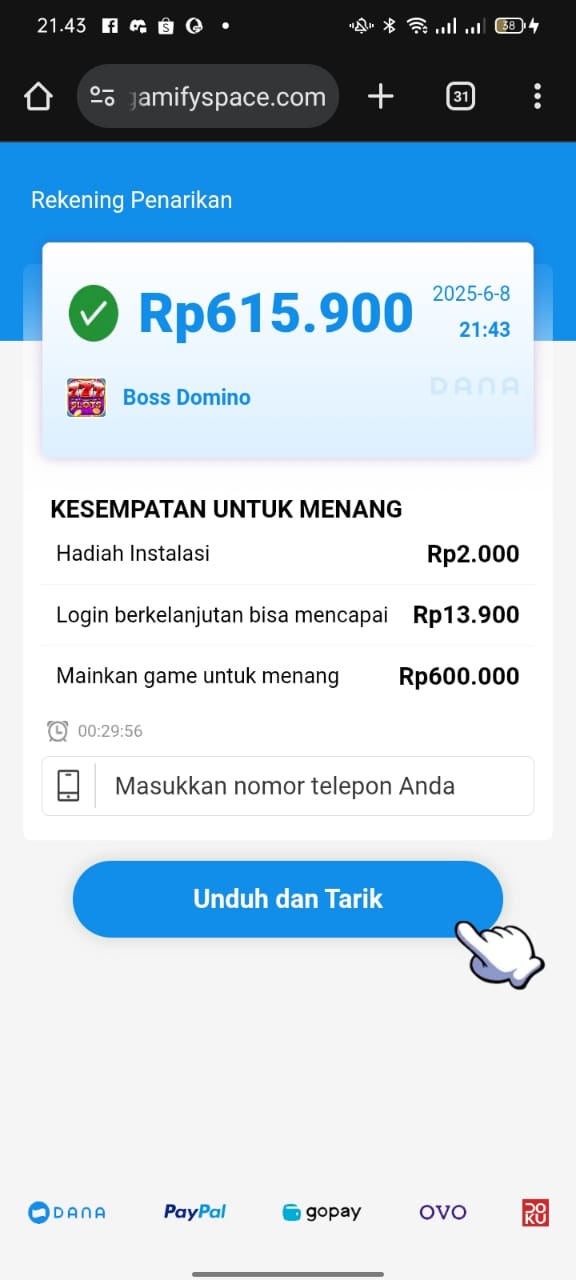 21.43
38
gamifyspace.com
31
Rekening Penarikan
Rp615.900
2025-6-8
21:43
DANA
777
SLOTS
Boss Domino
KESEMPATAN UNTUK MENANG
Hadiah Instalasi Rp2.000
Login berkelanjutan bisa mencapai Rp13.900
Mainkan game untuk menang Rp600.000
00:29:56
Masukkan nomor telepon Anda
Unduh dan Tarik
DANA PayPal gopay OVO DOKU